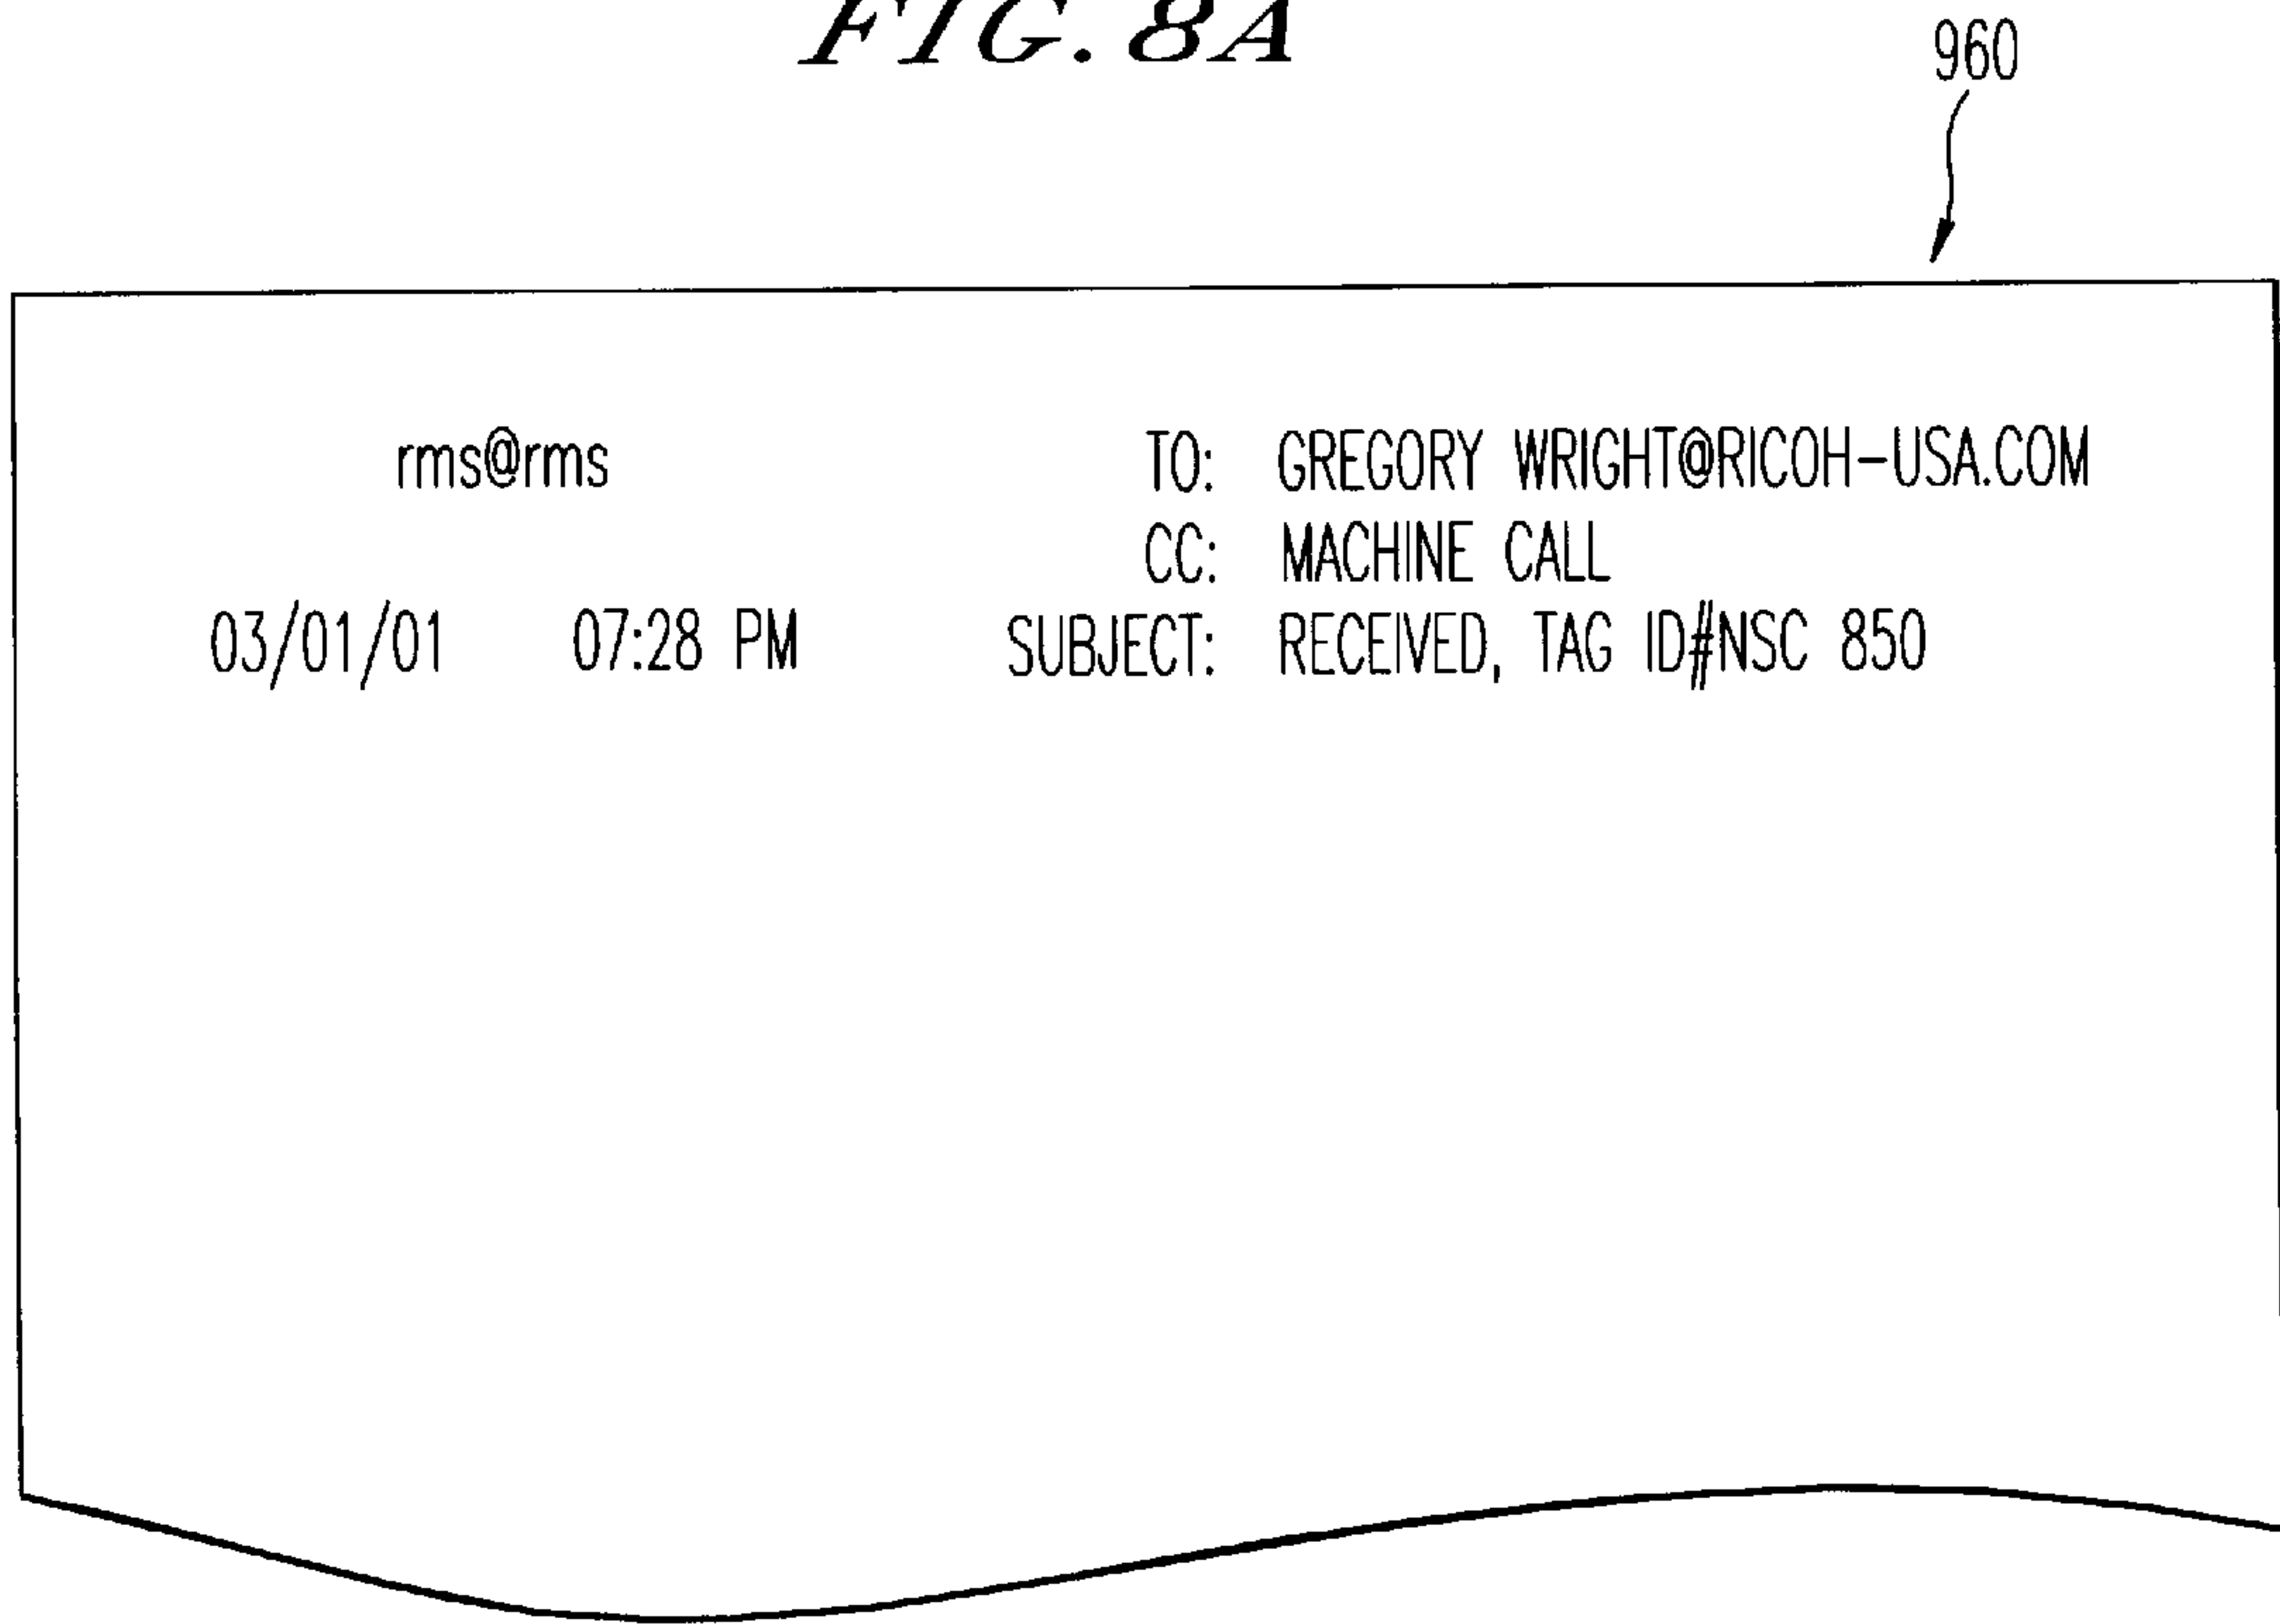 FIG. 8A
960
rms@rms TO: GREGORY WRIGHT@RICOH-USA.COM
CC: MACHINE CALL
03/01/01 07:28 PM SUBJECT: RECEIVED, TAG ID#NSC 850